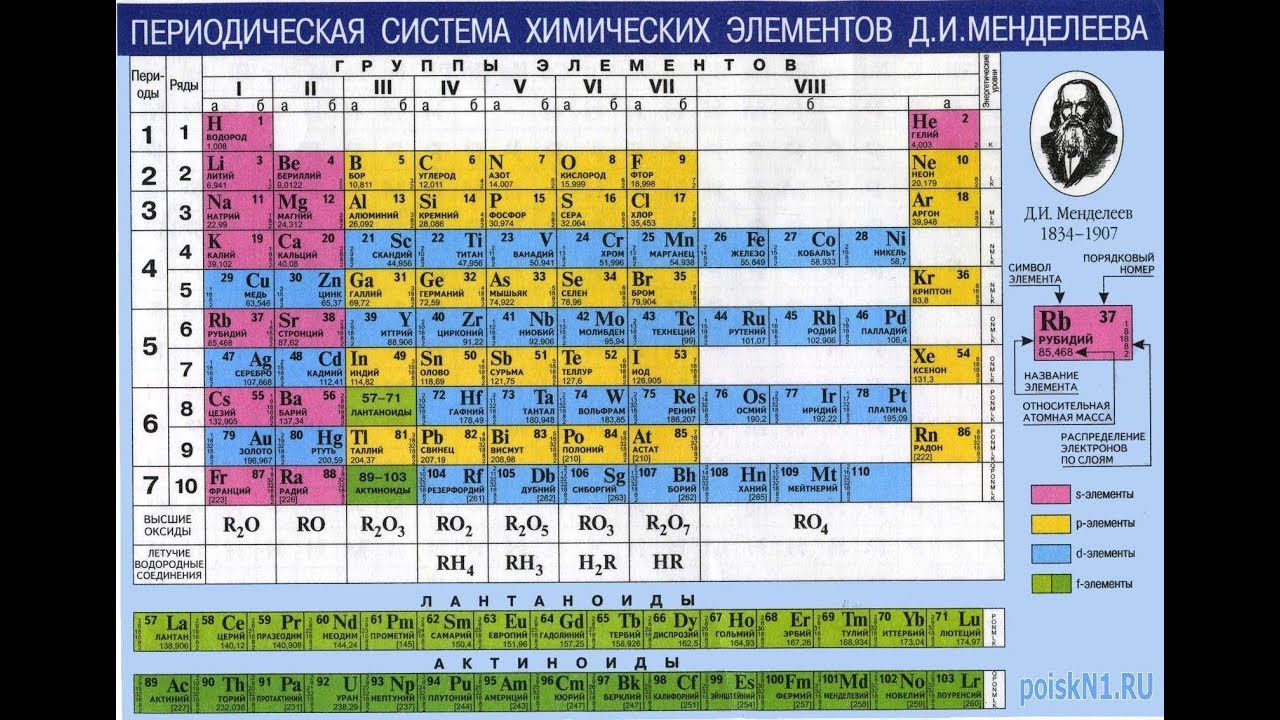 ПЕРИОДИЧЕСКАЯ СИСТЕМА ХИМИЧЕСКИХ ЭЛЕМЕНТОВ Д.И.МЕНДЕЛЕЕВА
Пери-
оды
Ряды
ГРУППЫ ЭЛЕМЕНТОВ
Энергетические
уровни
I II III IV V VI VII VIII
а б а б а б а б а б а б а б б а
1 1 H 1 He 2
ВОДОРОД ГЕЛИЙ
1,008 4,003
2 2 Li 3 Be 4 B 5 C 6 N 7 O 8 F 9 Ne 10
ЛИТИЙ БЕРИЛЛИЙ БОР УГЛЕРОД АЗОТ КИСЛОРОД ФТОР НЕОН
6,941 9,0122 10,811 12,011 14,007 15,999 18,998 20,179
3 3 Na 11 Mg 12 Al 13 Si 14 P 15 S 16 Cl 17 Ar 18
НАТРИЙ МАГНИЙ АЛЮМИНИЙ КРЕМНИЙ ФОСФОР СЕРА ХЛОР АРГОН
22,99 24,312 26,092 28,086 30,974 32,064 35,453 39,948
4 4 K 19 Ca 20 21 Sc 22 Ti 23 V 24 Cr 25 Mn 26 Fe 27 Co 28 Ni
КАЛИЙ КАЛЬЦИЙ СКАНДИЙ ТИТАН ВАНАДИЙ ХРОМ МАРГАНЕЦ ЖЕЛЕЗО КОБАЛЬТ НИКЕЛЬ
39,102 40,08 44,956 47,956 50,941 51,996 54,938 55,849 58,933 58,7
5 29 Cu 30 Zn Ga 31 Ge 32 As 33 Se 34 Br 35 Kr 36
МЕДЬ ЦИНК ГАЛЛИЙ ГЕРМАНИЙ МЫШЬЯК СЕЛЕН БРОМ КРИПТОН
63,546 65,37 69,72 72,59 74,922 78,96 79,904 83,8
5 6 Rb 37 Sr 38 39 Y 40 Zr 41 Nb 42 Mo 43 Tc 44 Ru 45 Rh 46 Pd
РУБИДИЙ СТРОНЦИЙ ИТТРИЙ ЦИРКОНИЙ НИОБИЙ МОЛИБДЕН ТЕХНЕЦИЙ РУТЕНИЙ РОДИЙ ПАЛЛАДИЙ
85,468 87,62 88,906 91,22 92,906 95,94 [99] 101,07 102,906 106,4
7 47 Ag 48 Cd In 49 Sn 50 Sb 51 Te 52 I 53 Xe 54
СЕРЕБРО КАДМИЙ ИНДИЙ ОЛОВО СУРЬМА ТЕЛЛУР ИОД КСЕНОН
107,868 112,41 114,82 118,69 121,75 127,6 126,905 131,3
6 8 Cs 55 Ba 56 57–71 72 Hf 73 Ta 74 W 75 Re 76 Os 77 Ir 78 Pt
ЦЕЗИЙ БАРИЙ ЛАНТАНОИДЫ ГАФНИЙ ТАНТАЛ ВОЛЬФРАМ РЕНИЙ ОСМИЙ ИРИДИЙ ПЛАТИНА
132,905 137,34 178,49 180,948 183,85 186,207 190,2 192,22 195,09
9 79 Au 80 Hg Tl 81 Pb 82 Bi 83 Po 84 At 85 Rn 86
ЗОЛОТО РТУТЬ ТАЛЛИЙ СВИНЕЦ ВИСМУТ ПОЛОНИЙ АСТАТ РАДОН
196,967 200,59 204,37 207,19 208,98 [210] [210] [222]
7 10 Fr 87 Ra 88 89–103 104 Rf 105 Db 106 Sg 107 Bh 108 Hn 109 Mt 110
ФРАНЦИЙ РАДИЙ АКТИНОИДЫ РЕЗЕРФОРДИЙ ДУБНИЙ СИБОРГИЙ БОРИЙ ХАНИЙ МЕЙТНЕРИЙ
[223] [226] [261] [262] [263] [262] [265]
ВЫСШИЕ
ОКСИДЫ
R₂O RO R₂O₃ RO₂ R₂O₅ RO₃ R₂O₇ RO₄
ЛЕТУЧИЕ
ВОДОРОДНЫЕ
СОЕДИНЕНИЯ
RH₄ RH₃ H₂R HR
ЛАНТАНОИДЫ
57 La 58 Ce 59 Pr 60 Nd 61 Pm 62 Sm 63 Eu 64 Gd 65 Tb 66 Dy 67 Ho 68 Er 69 Tm 70 Yb 71 Lu
ЛАНТАН ЦЕРИЙ ПРАЗЕОДИМ НЕОДИМ ПРОМЕТИЙ САМАРИЙ ЕВРОПИЙ ГАДОЛИНИЙ ТЕРБИЙ ДИСПРОЗИЙ ГОЛЬМИЙ ЭРБИЙ ТУЛИЙ ИТТЕРБИЙ ЛЮТЕЦИЙ
138,906 140,12 140,908 144,24 [145] 150,4 151,96 157,25 158,926 162,5 164,93 167,26 168,934 173,04 174,97
АКТИНОИДЫ
89 Ac 90 Th 91 Pa 92 U 93 Np 94 Pu 95 Am 96 Cm 97 Bk 98 Cf 99 Es 100 Fm 101 Md 102 No 103 Lr
АКТИНИЙ ТОРИЙ ПРОТАКТИНИЙ УРАН НЕПТУНИЙ ПЛУТОНИЙ АМЕРИЦИЙ КЮРИЙ БЕРКЛИЙ КАЛИФОРНИЙ ЭЙНШТЕЙНИЙ ФЕРМИЙ МЕНДЕЛЕВИЙ НОБЕЛИЙ ЛОУРЕНСИЙ
[227] 232,038 [231] 238,29 [237] [244] [243] [247] [247] [251] [254] [257] [258] [259] [260]
Д.И. Менделеев
1834–1907
СИМВОЛ
ЭЛЕМЕНТА
ПОРЯДКОВЫЙ
НОМЕР
Rb 37
РУБИДИЙ
85,468
НАЗВАНИЕ
ЭЛЕМЕНТА
ОТНОСИТЕЛЬНАЯ
АТОМНАЯ МАССА
РАСПРЕДЕЛЕНИЕ
ЭЛЕКТРОНОВ
ПО СЛОЯМ
s-элементы
p-элементы
d-элементы
f-элементы
poiskN1.RU